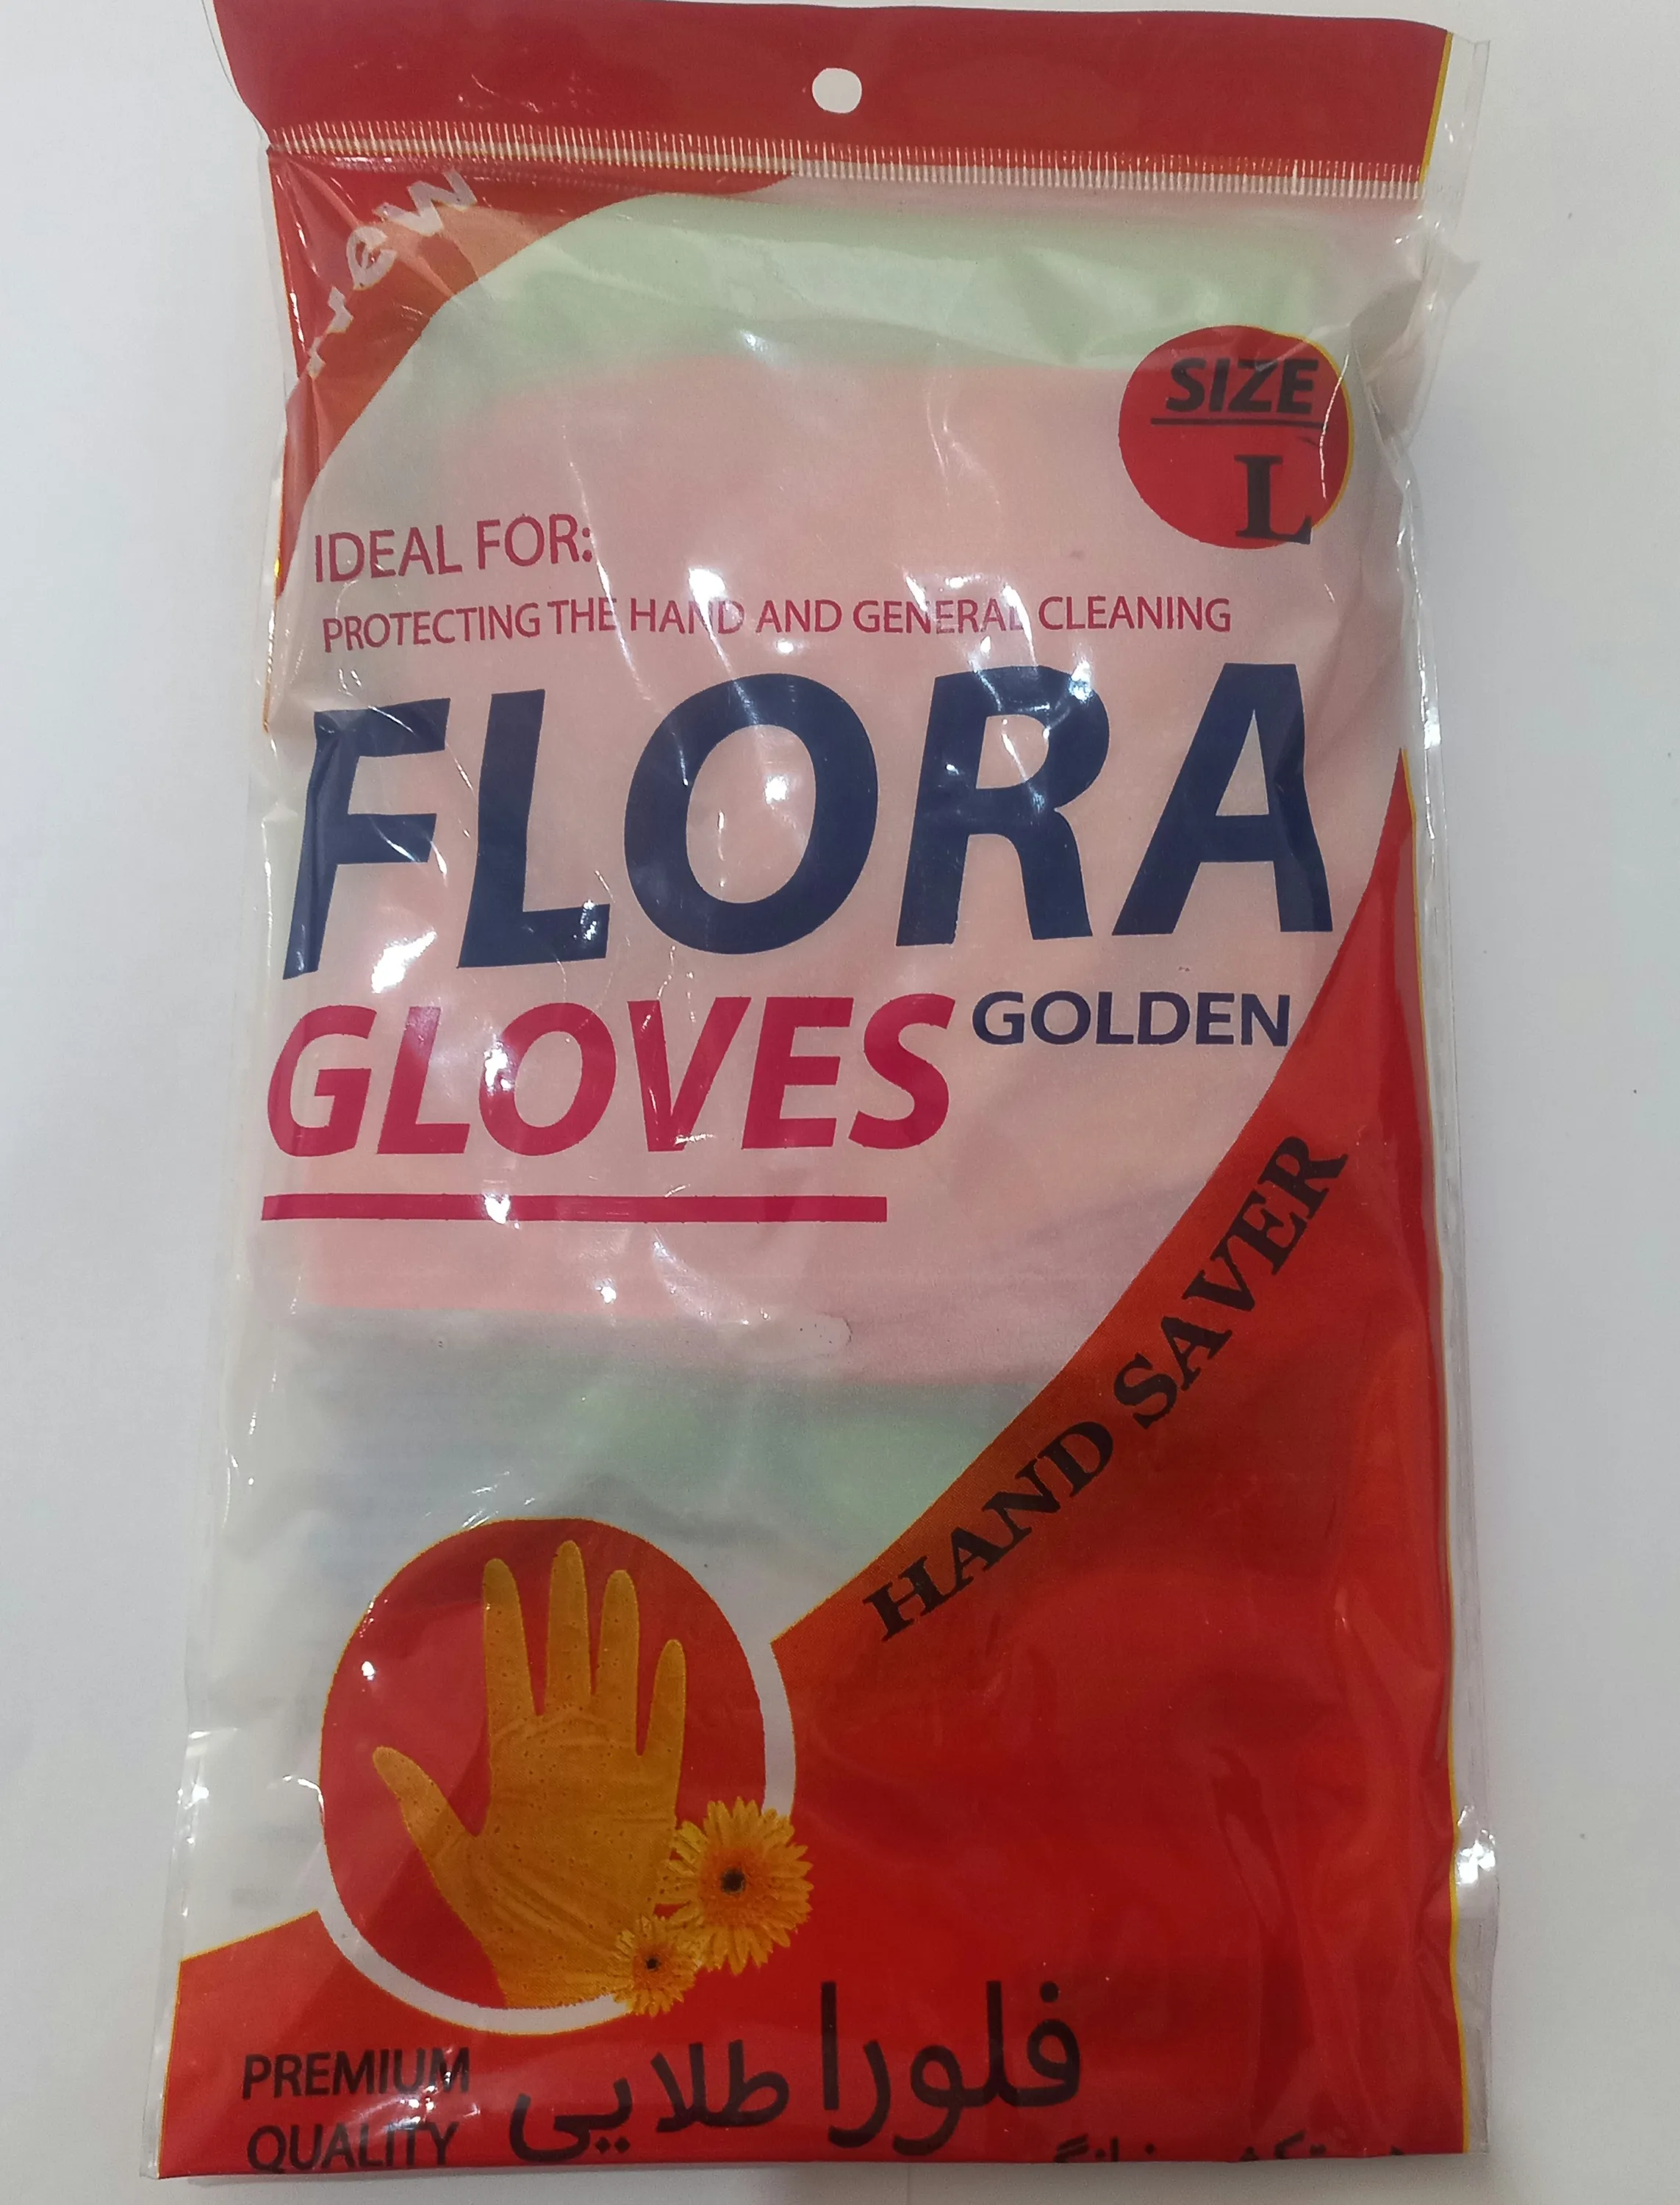 New
SIZE
L
IDEAL FOR:
PROTECTING THE HAND AND GENERAL CLEANING
FLORA
GLOVES GOLDEN
HAND SAVER
فلورا طلایی
PREMIUM
QUALITY